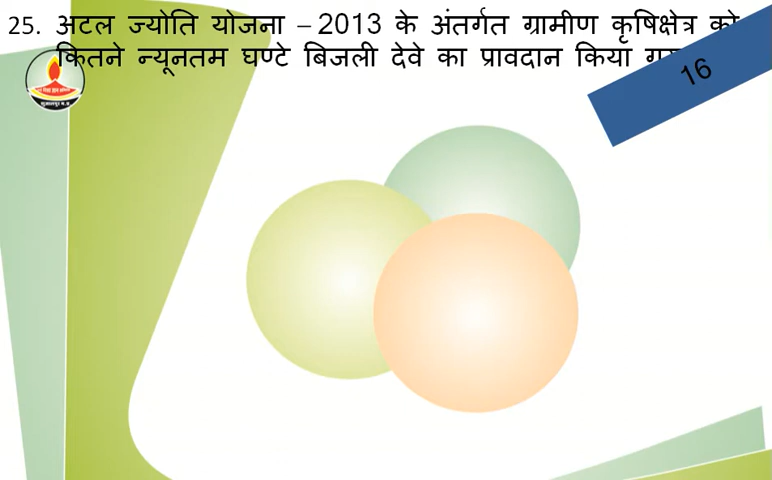 25. अटल ज्योति योजना – 2013 के अंतर्गत ग्रामीण कृषिक्षेत्र को
कितने न्यूनतम घण्टे बिजली देवे का प्रावदान किया
16